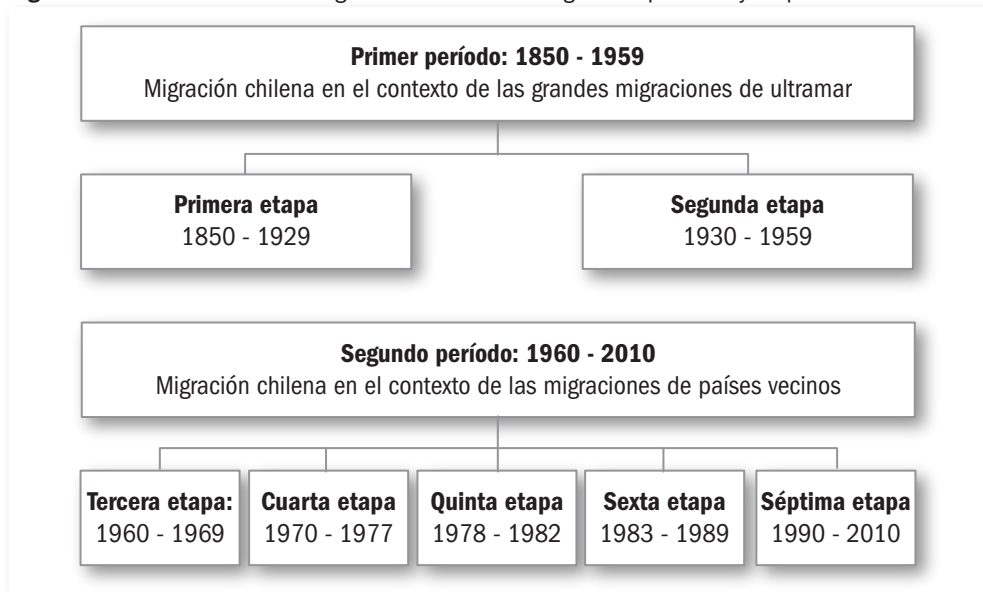 Primer período: 1850 - 1959
Migración chilena en el contexto de las grandes migraciones de ultramar
Primera etapa
1850 - 1929
Segunda etapa
1930 - 1959
Segundo período: 1960 - 2010
Migración chilena en el contexto de las migraciones de países vecinos
Tercera etapa:
1960 - 1969
Cuarta etapa
1970 - 1977
Quinta etapa
1978 - 1982
Sexta etapa
1983 - 1989
Séptima etapa
1990 - 2010